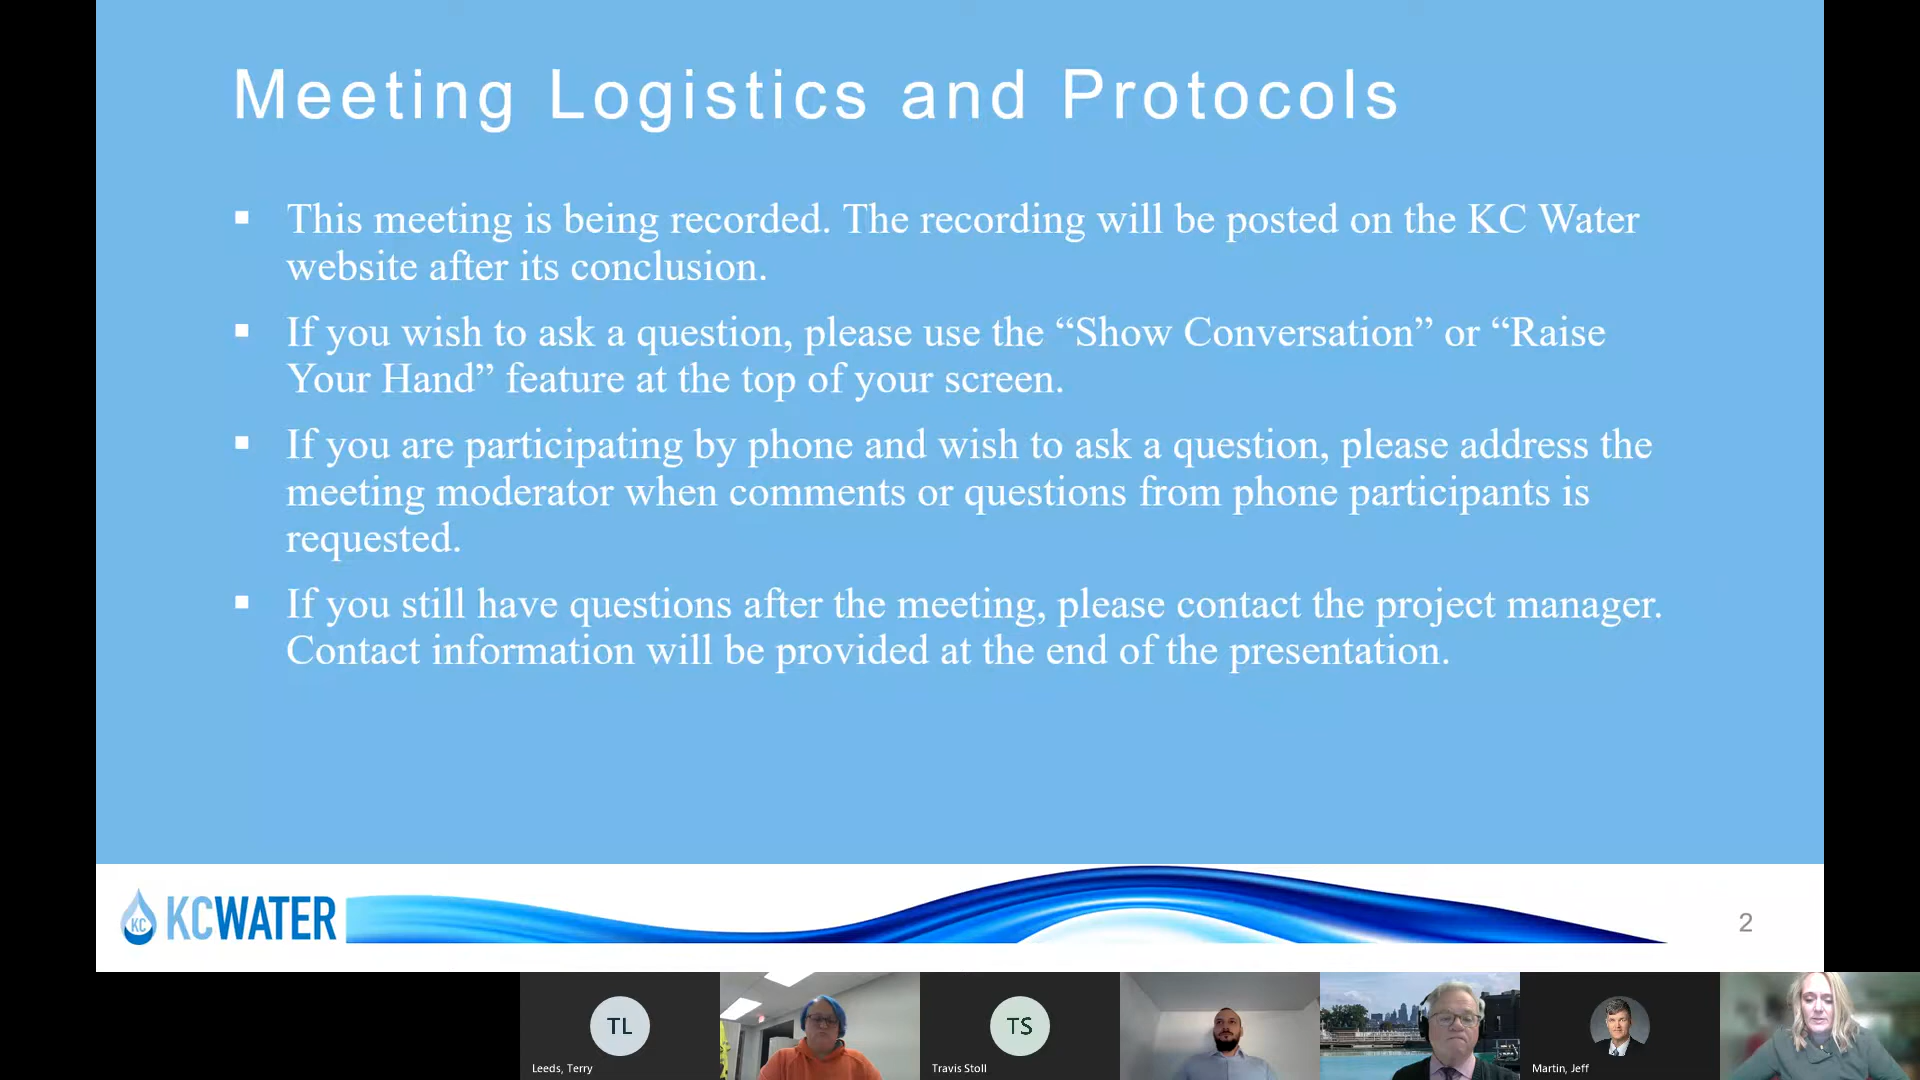 Meeting Logistics and Protocols
▪ This meeting is being recorded. The recording will be posted on the KC Water
website after its conclusion.
▪ If you wish to ask a question, please use the “Show Conversation” or “Raise
Your Hand” feature at the top of your screen.
▪ If you are participating by phone and wish to ask a question, please address the
meeting moderator when comments or questions from phone participants is
requested.
▪ If you still have questions after the meeting, please contact the project manager.
Contact information will be provided at the end of the presentation.
KC KCWATER
2
TL
TS
Leeds, Terry
Travis Stoll
Martin, Jeff